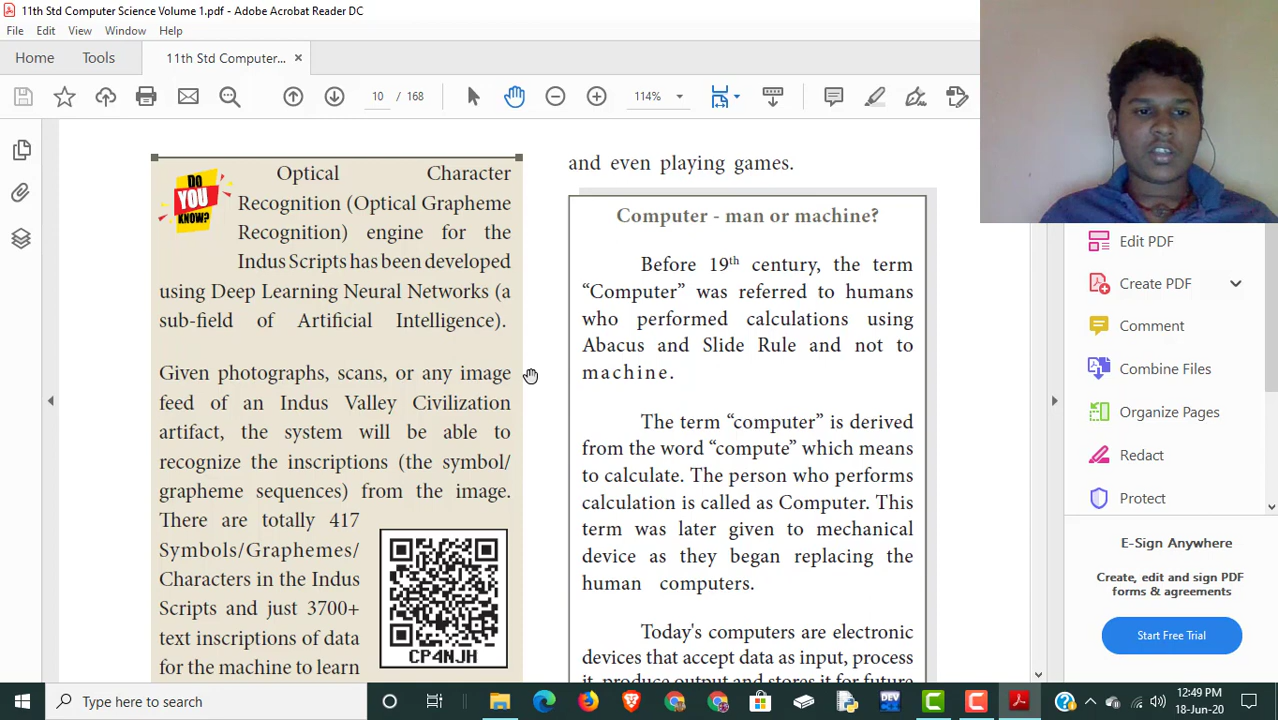 11th Std Computer Science Volume 1.pdf - Adobe Acrobat Reader DC
File Edit View Window Help
Home Tools 11th Std Computer... ×
10 / 168 114%
DO YOU KNOW?
Optical Character
Recognition (Optical Grapheme
Recognition) engine for the
Indus Scripts has been developed
using Deep Learning Neural Networks (a
sub-field of Artificial Intelligence).
Given photographs, scans, or any image
feed of an Indus Valley Civilization
artifact, the system will be able to
recognize the inscriptions (the symbol/
grapheme sequences) from the image.
There are totally 417
Symbols/Graphemes/
Characters in the Indus
Scripts and just 3700+
text inscriptions of data
for the machine to learn
CP4NJH
and even playing games.
Computer - man or machine?
Before 19th century, the term
“Computer” was referred to humans
who performed calculations using
Abacus and Slide Rule and not to
machine.
The term “computer” is derived
from the word “compute” which means
to calculate. The person who performs
calculation is called as Computer. This
term was later given to mechanical
device as they began replacing the
human computers.
Today's computers are electronic
devices that accept data as input, process
it, produce output and stores it for future
Edit PDF
Create PDF
Comment
Combine Files
Organize Pages
Redact
Protect
E-Sign Anywhere
Create, edit and sign PDF
forms & agreements
Start Free Trial
Type here to search
DEV
12:49 PM
18-Jun-20